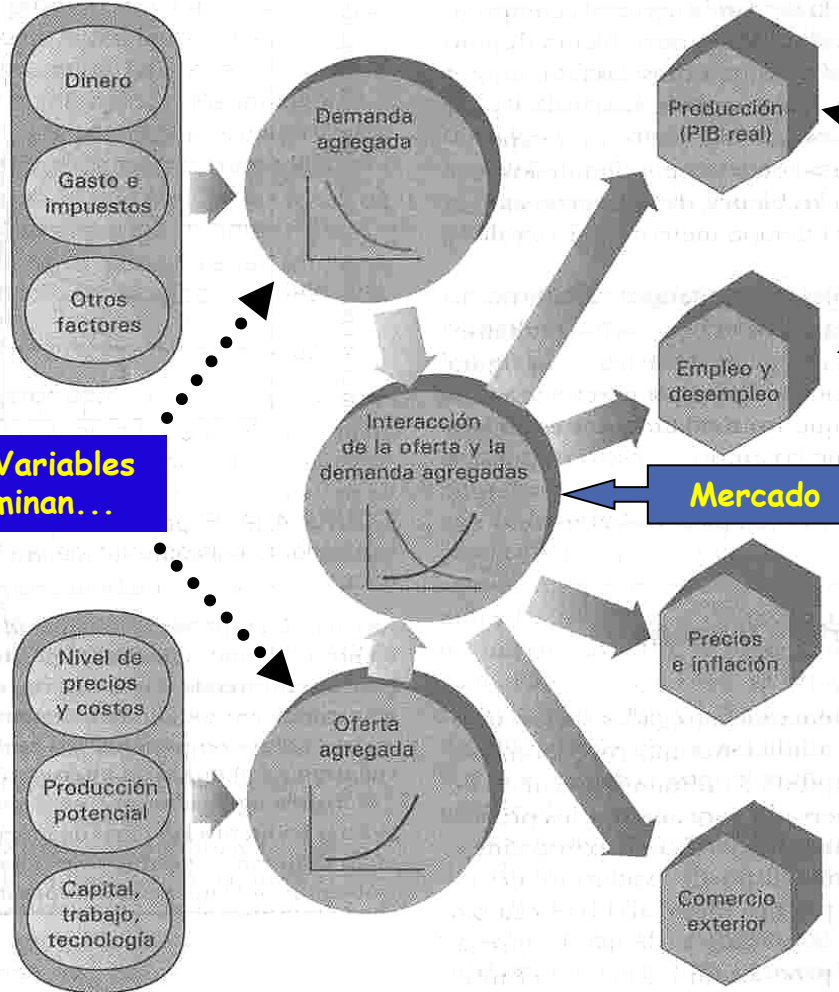 Dinero
Gasto e
impuestos
Otros
factores
Demanda
agregada
Producción
(PIB real)
Empleo y
desempleo
Interacción
de la oferta y la
demanda agregadas
Variables
minan...
Mercado
Precios
e inflación
Nivel de
precios
y costos
Producción
potencial
Capital,
trabajo,
tecnología
Oferta
agregada
Comercio
exterior